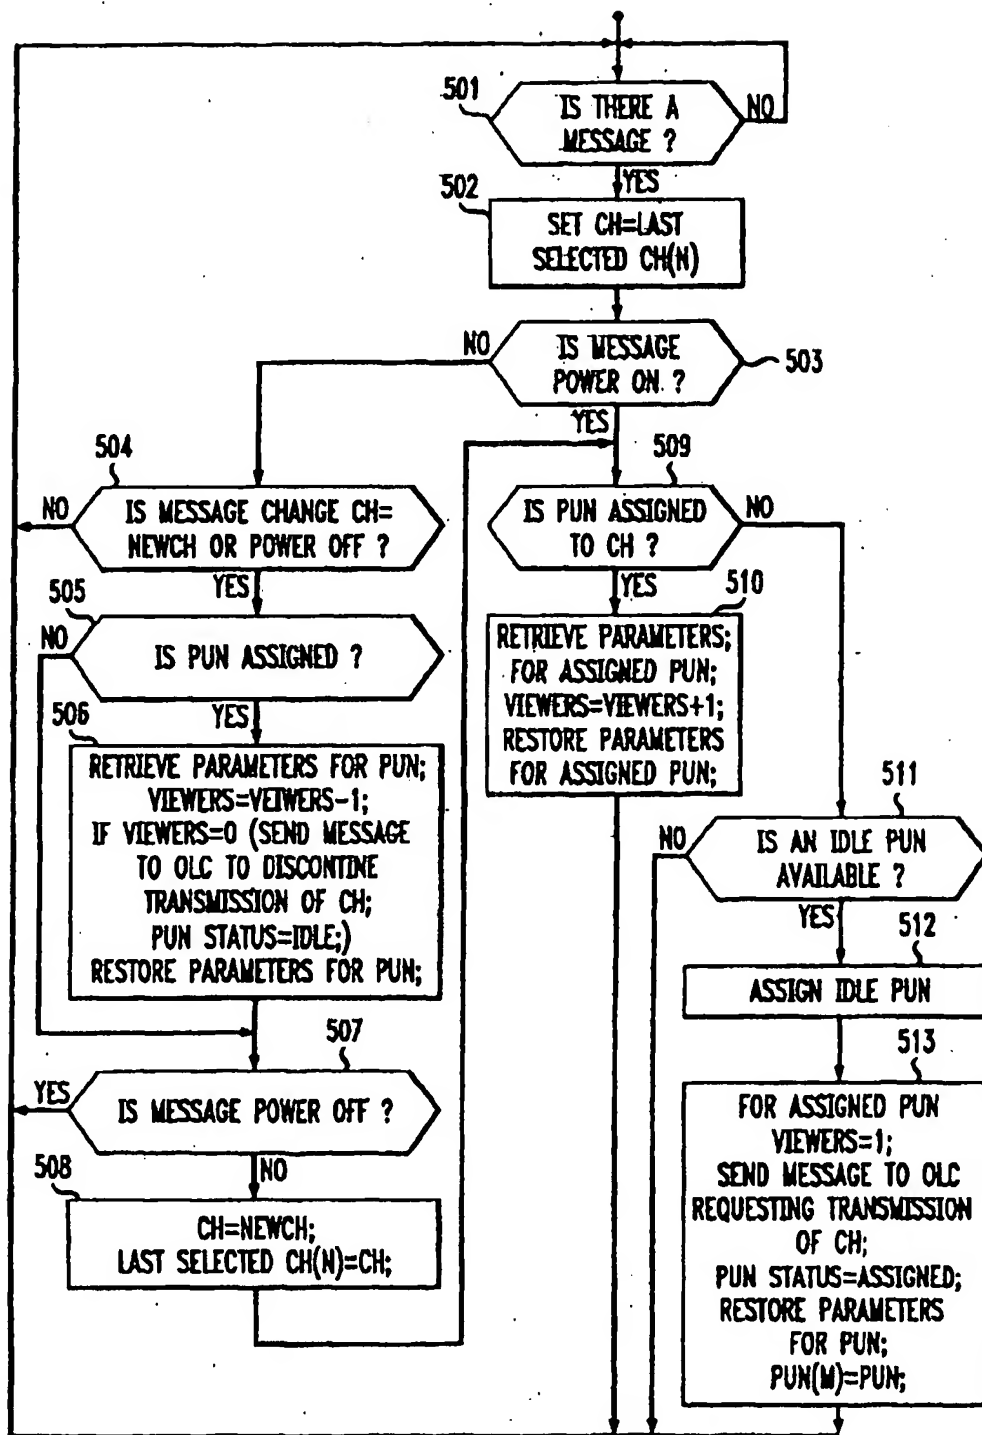 501
IS THERE A
MESSAGE ?
NO
YES
502
SET CH=LAST
SELECTED CH(N)
NO
IS MESSAGE
POWER ON ?
503
YES
504
NO
IS MESSAGE CHANGE CH=
NEWCH OR POWER OFF ?
YES
509
IS PUN ASSIGNED
TO CH ?
NO
YES
505
NO
IS PUN ASSIGNED ?
YES
510
RETRIEVE PARAMETERS;
FOR ASSIGNED PUN;
VIEWERS=VIEWERS+1;
RESTORE PARAMETERS
FOR ASSIGNED PUN;
506
RETRIEVE PARAMETERS FOR PUN;
VIEWERS=VEIWERS-1;
IF VIEWERS=0 (SEND MESSAGE
TO OLC TO DISCONTINE
TRANSMISSION OF CH;
PUN STATUS=IDLE;)
RESTORE PARAMETERS FOR PUN;
511
NO
IS AN IDLE PUN
AVAILABLE ?
YES
512
ASSIGN IDLE PUN
507
YES
IS MESSAGE POWER OFF ?
NO
508
CH=NEWCH;
LAST SELECTED CH(N)=CH;
513
FOR ASSIGNED PUN
VIEWERS=1;
SEND MESSAGE TO OLC
REQUESTING TRANSMISSION
OF CH;
PUN STATUS=ASSIGNED;
RESTORE PARAMETERS
FOR PUN;
PUN(M)=PUN;